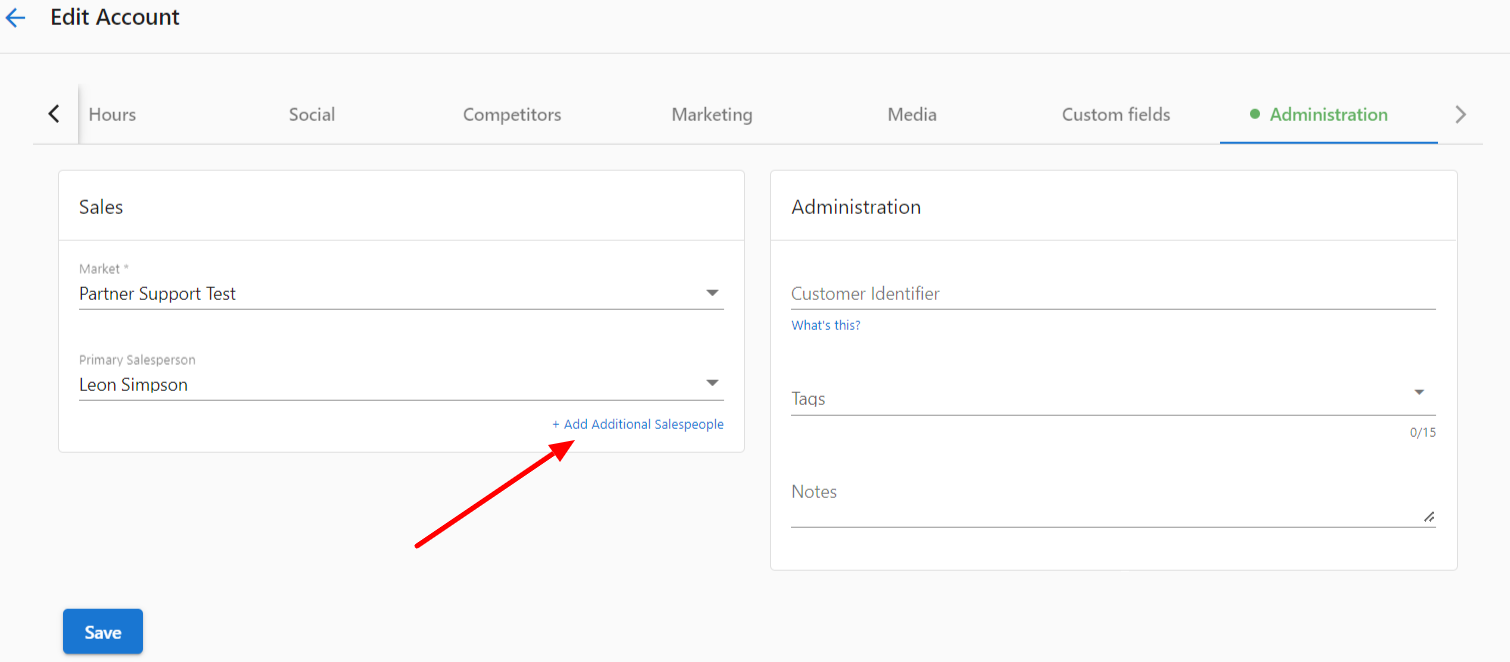 Edit Account
Hours Social Competitors Marketing Media Custom fields Administration
Sales
Market *
Partner Support Test
Primary Salesperson
Leon Simpson
+ Add Additional Salespeople
Administration
Customer Identifier
What's this?
Tags
0/15
Notes
Save